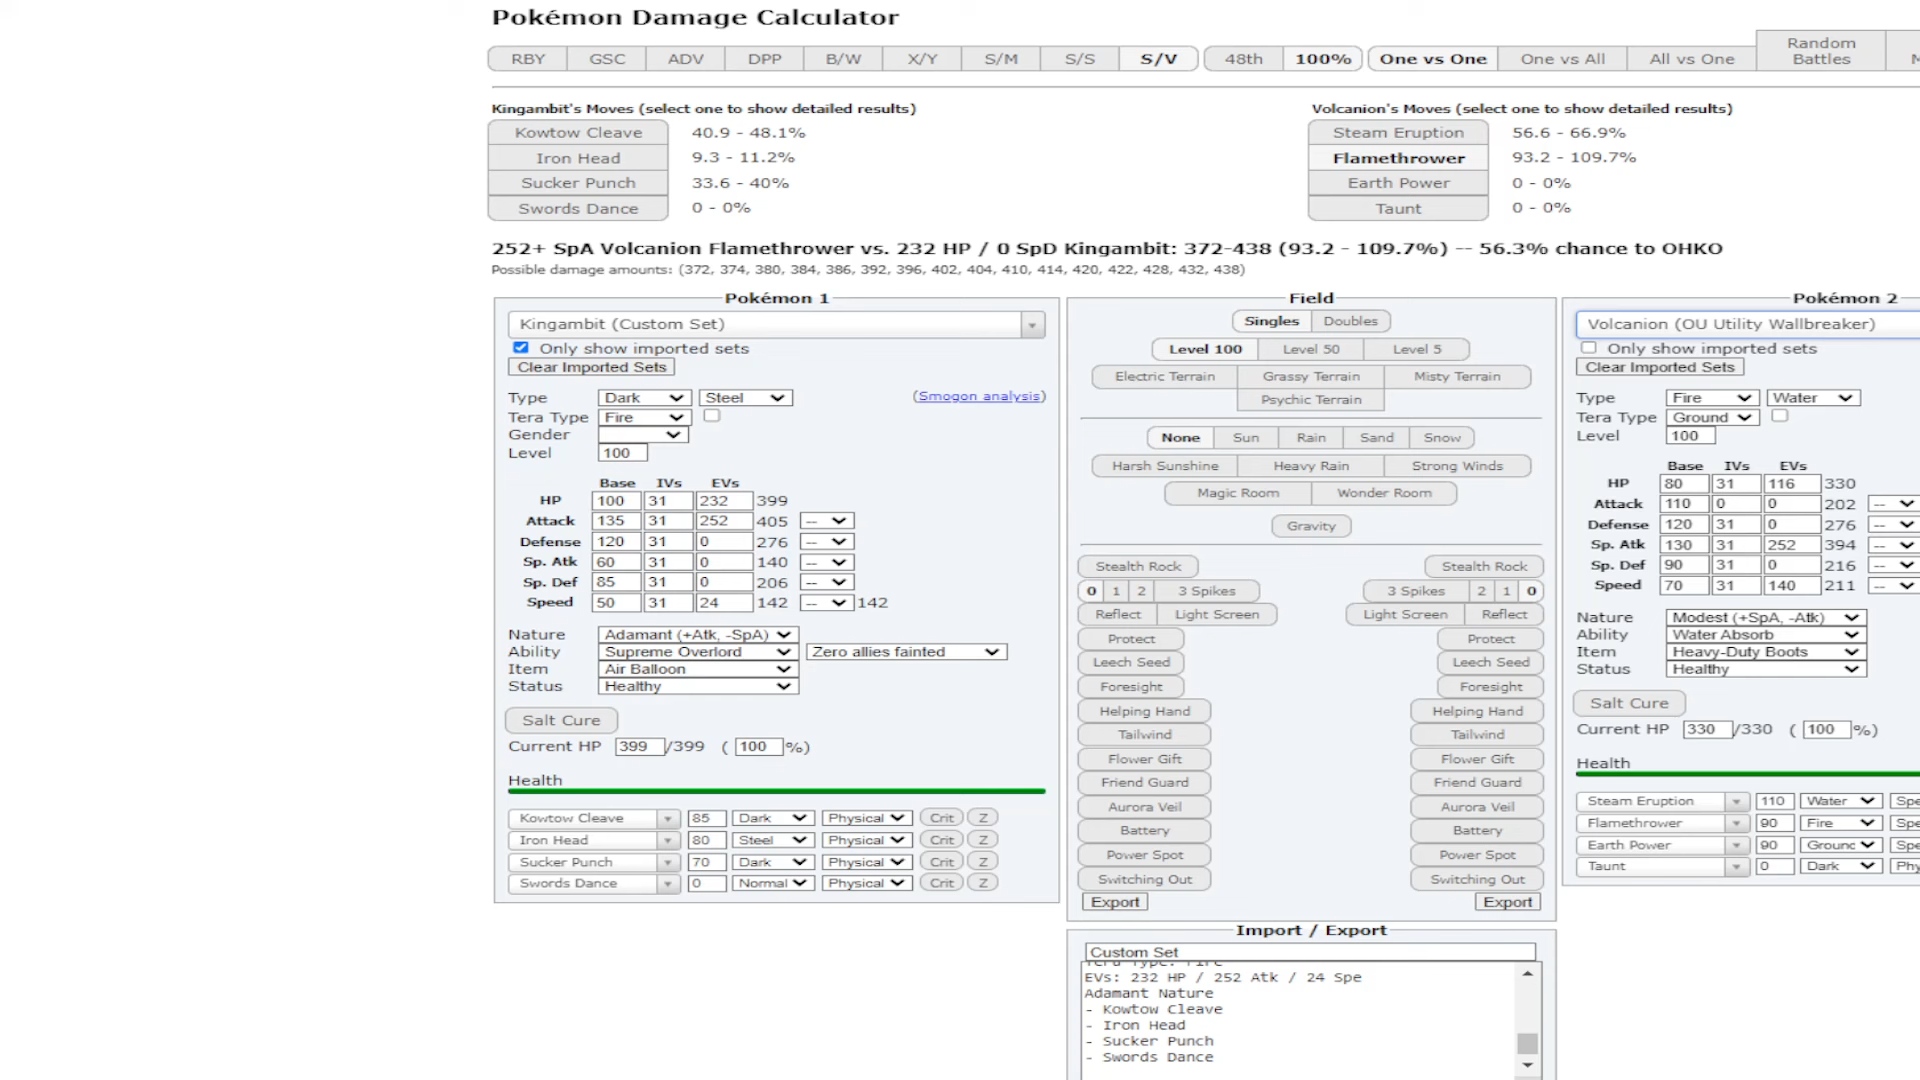 Pokémon Damage Calculator
RBY GSC ADV DPP B/W X/Y S/M S/S S/V 48th 100% One vs One One vs All All vs One Random Battles
Kingambit's Moves (select one to show detailed results)
Kowtow Cleave 40.9 - 48.1%
Iron Head 9.3 - 11.2%
Sucker Punch 33.6 - 40%
Swords Dance 0 - 0%
Volcanion's Moves (select one to show detailed results)
Steam Eruption 56.6 - 66.9%
Flamethrower 93.2 - 109.7%
Earth Power 0 - 0%
Taunt 0 - 0%
252+ SpA Volcanion Flamethrower vs. 232 HP / 0 SpD Kingambit: 372-438 (93.2 - 109.7%) -- 56.3% chance to OHKO
Possible damage amounts: (372, 374, 380, 384, 386, 392, 396, 402, 404, 410, 414, 420, 422, 428, 432, 438)
Pokémon 1
Kingambit (Custom Set)
Only show imported sets
Clear Imported Sets
Type Dark Steel (Smogon analysis)
Tera Type Fire
Gender
Level 100
Base IVs EVs
HP 100 31 232 399
Attack 135 31 252 405 --
Defense 120 31 0 276 --
Sp. Atk 60 31 0 140 --
Sp. Def 85 31 0 206 --
Speed 50 31 24 142 -- 142
Nature Adamant (+Atk, -SpA)
Ability Supreme Overlord Zero allies fainted
Item Air Balloon
Status Healthy
Salt Cure
Current HP 399 /399 ( 100 %)
Health
Kowtow Cleave 85 Dark Physical Crit Z
Iron Head 80 Steel Physical Crit Z
Sucker Punch 70 Dark Physical Crit Z
Swords Dance 0 Normal Physical Crit Z
Field
Singles Doubles
Level 100 Level 50 Level 5
Electric Terrain Grassy Terrain Misty Terrain
Psychic Terrain
None Sun Rain Sand Snow
Harsh Sunshine Heavy Rain Strong Winds
Magic Room Wonder Room
Gravity
Stealth Rock Stealth Rock
0 1 2 3 Spikes 3 Spikes 2 1 0
Reflect Light Screen Light Screen Reflect
Protect Protect
Leech Seed Leech Seed
Foresight Foresight
Helping Hand Helping Hand
Tailwind Tailwind
Flower Gift Flower Gift
Friend Guard Friend Guard
Aurora Veil Aurora Veil
Battery Battery
Power Spot Power Spot
Switching Out Switching Out
Export Export
Import / Export
Custom Set
Tera Type: Fire
EVs: 232 HP / 252 Atk / 24 Spe
Adamant Nature
- Kowtow Cleave
- Iron Head
- Sucker Punch
- Swords Dance
Pokémon 2
Volcanion (OU Utility Wallbreaker)
Only show imported sets
Clear Imported Sets
Type Fire Water
Tera Type Ground
Level 100
Base IVs EVs
HP 80 31 116 330
Attack 110 0 0 202 --
Defense 120 31 0 276 --
Sp. Atk 130 31 252 394 --
Sp. Def 90 31 0 216 --
Speed 70 31 140 211 --
Nature Modest (+SpA, -Atk)
Ability Water Absorb
Item Heavy-Duty Boots
Status Healthy
Salt Cure
Current HP 330 /330 ( 100 %)
Health
Steam Eruption 110 Water Spe
Flamethrower 90 Fire Spe
Earth Power 90 Ground Spe
Taunt 0 Dark Phy